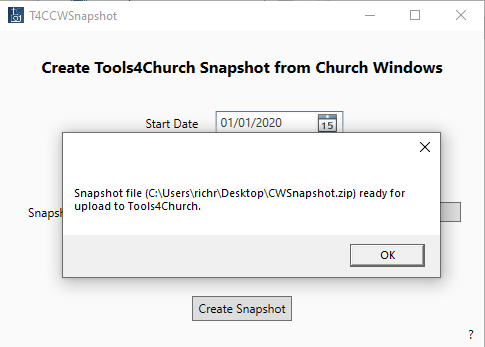 T4CCWSnapshot
Create Tools4Church Snapshot from Church Windows
Start Date 01/01/2020 15
Snapshot file (C:\Users\richr\Desktop\CWSnapshot.zip) ready for
upload to Tools4Church.
OK
Create Snapshot
?